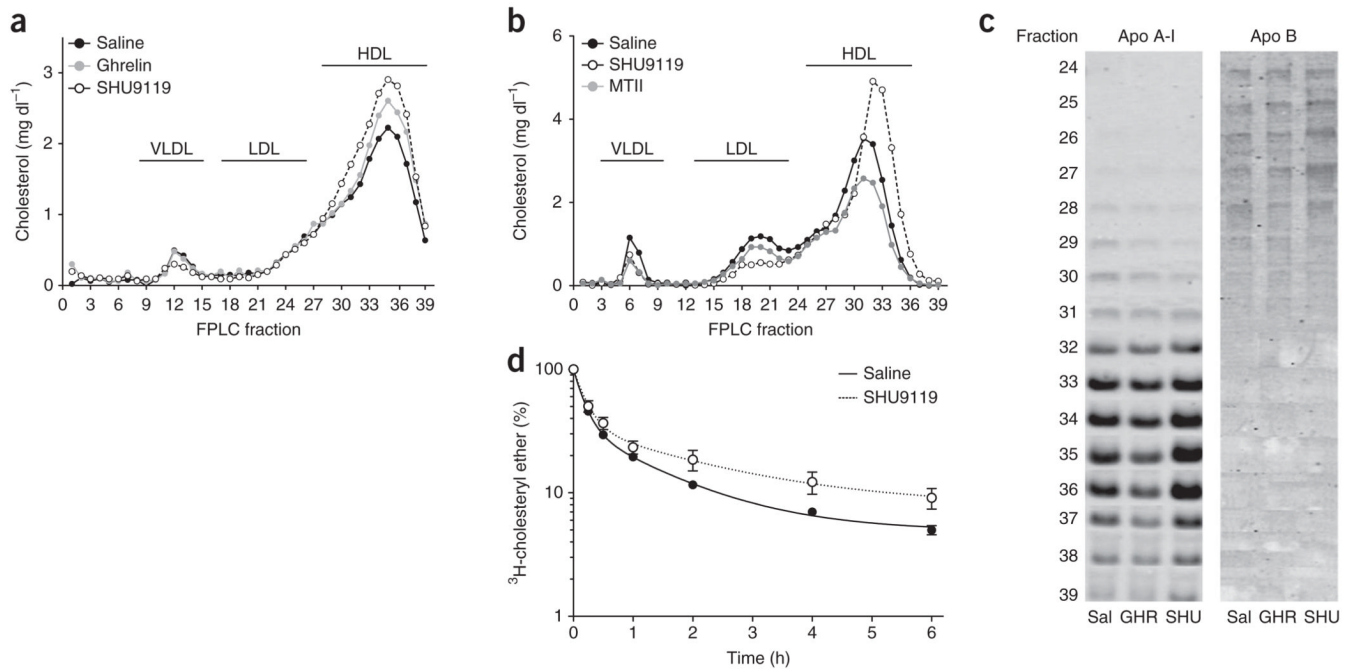 a
Saline
Ghrelin
SHU9119
HDL
VLDL
LDL
Cholesterol (mg dl⁻¹)
3
2
1
0
0 3 6 9 12 15 18 21 24 27 30 33 36 39
FPLC fraction
b
Saline
SHU9119
MTII
HDL
VLDL
LDL
Cholesterol (mg dl⁻¹)
6
4
2
0
0 3 6 9 12 15 18 21 24 27 30 33 36 39
FPLC fraction
c
Fraction Apo A-I Apo B
24
25
26
27
28
29
30
31
32
33
34
35
36
37
38
39
Sal GHR SHU Sal GHR SHU
d
Saline
SHU9119
³H-cholesteryl ether (%)
100
10
1
0 1 2 3 4 5 6
Time (h)